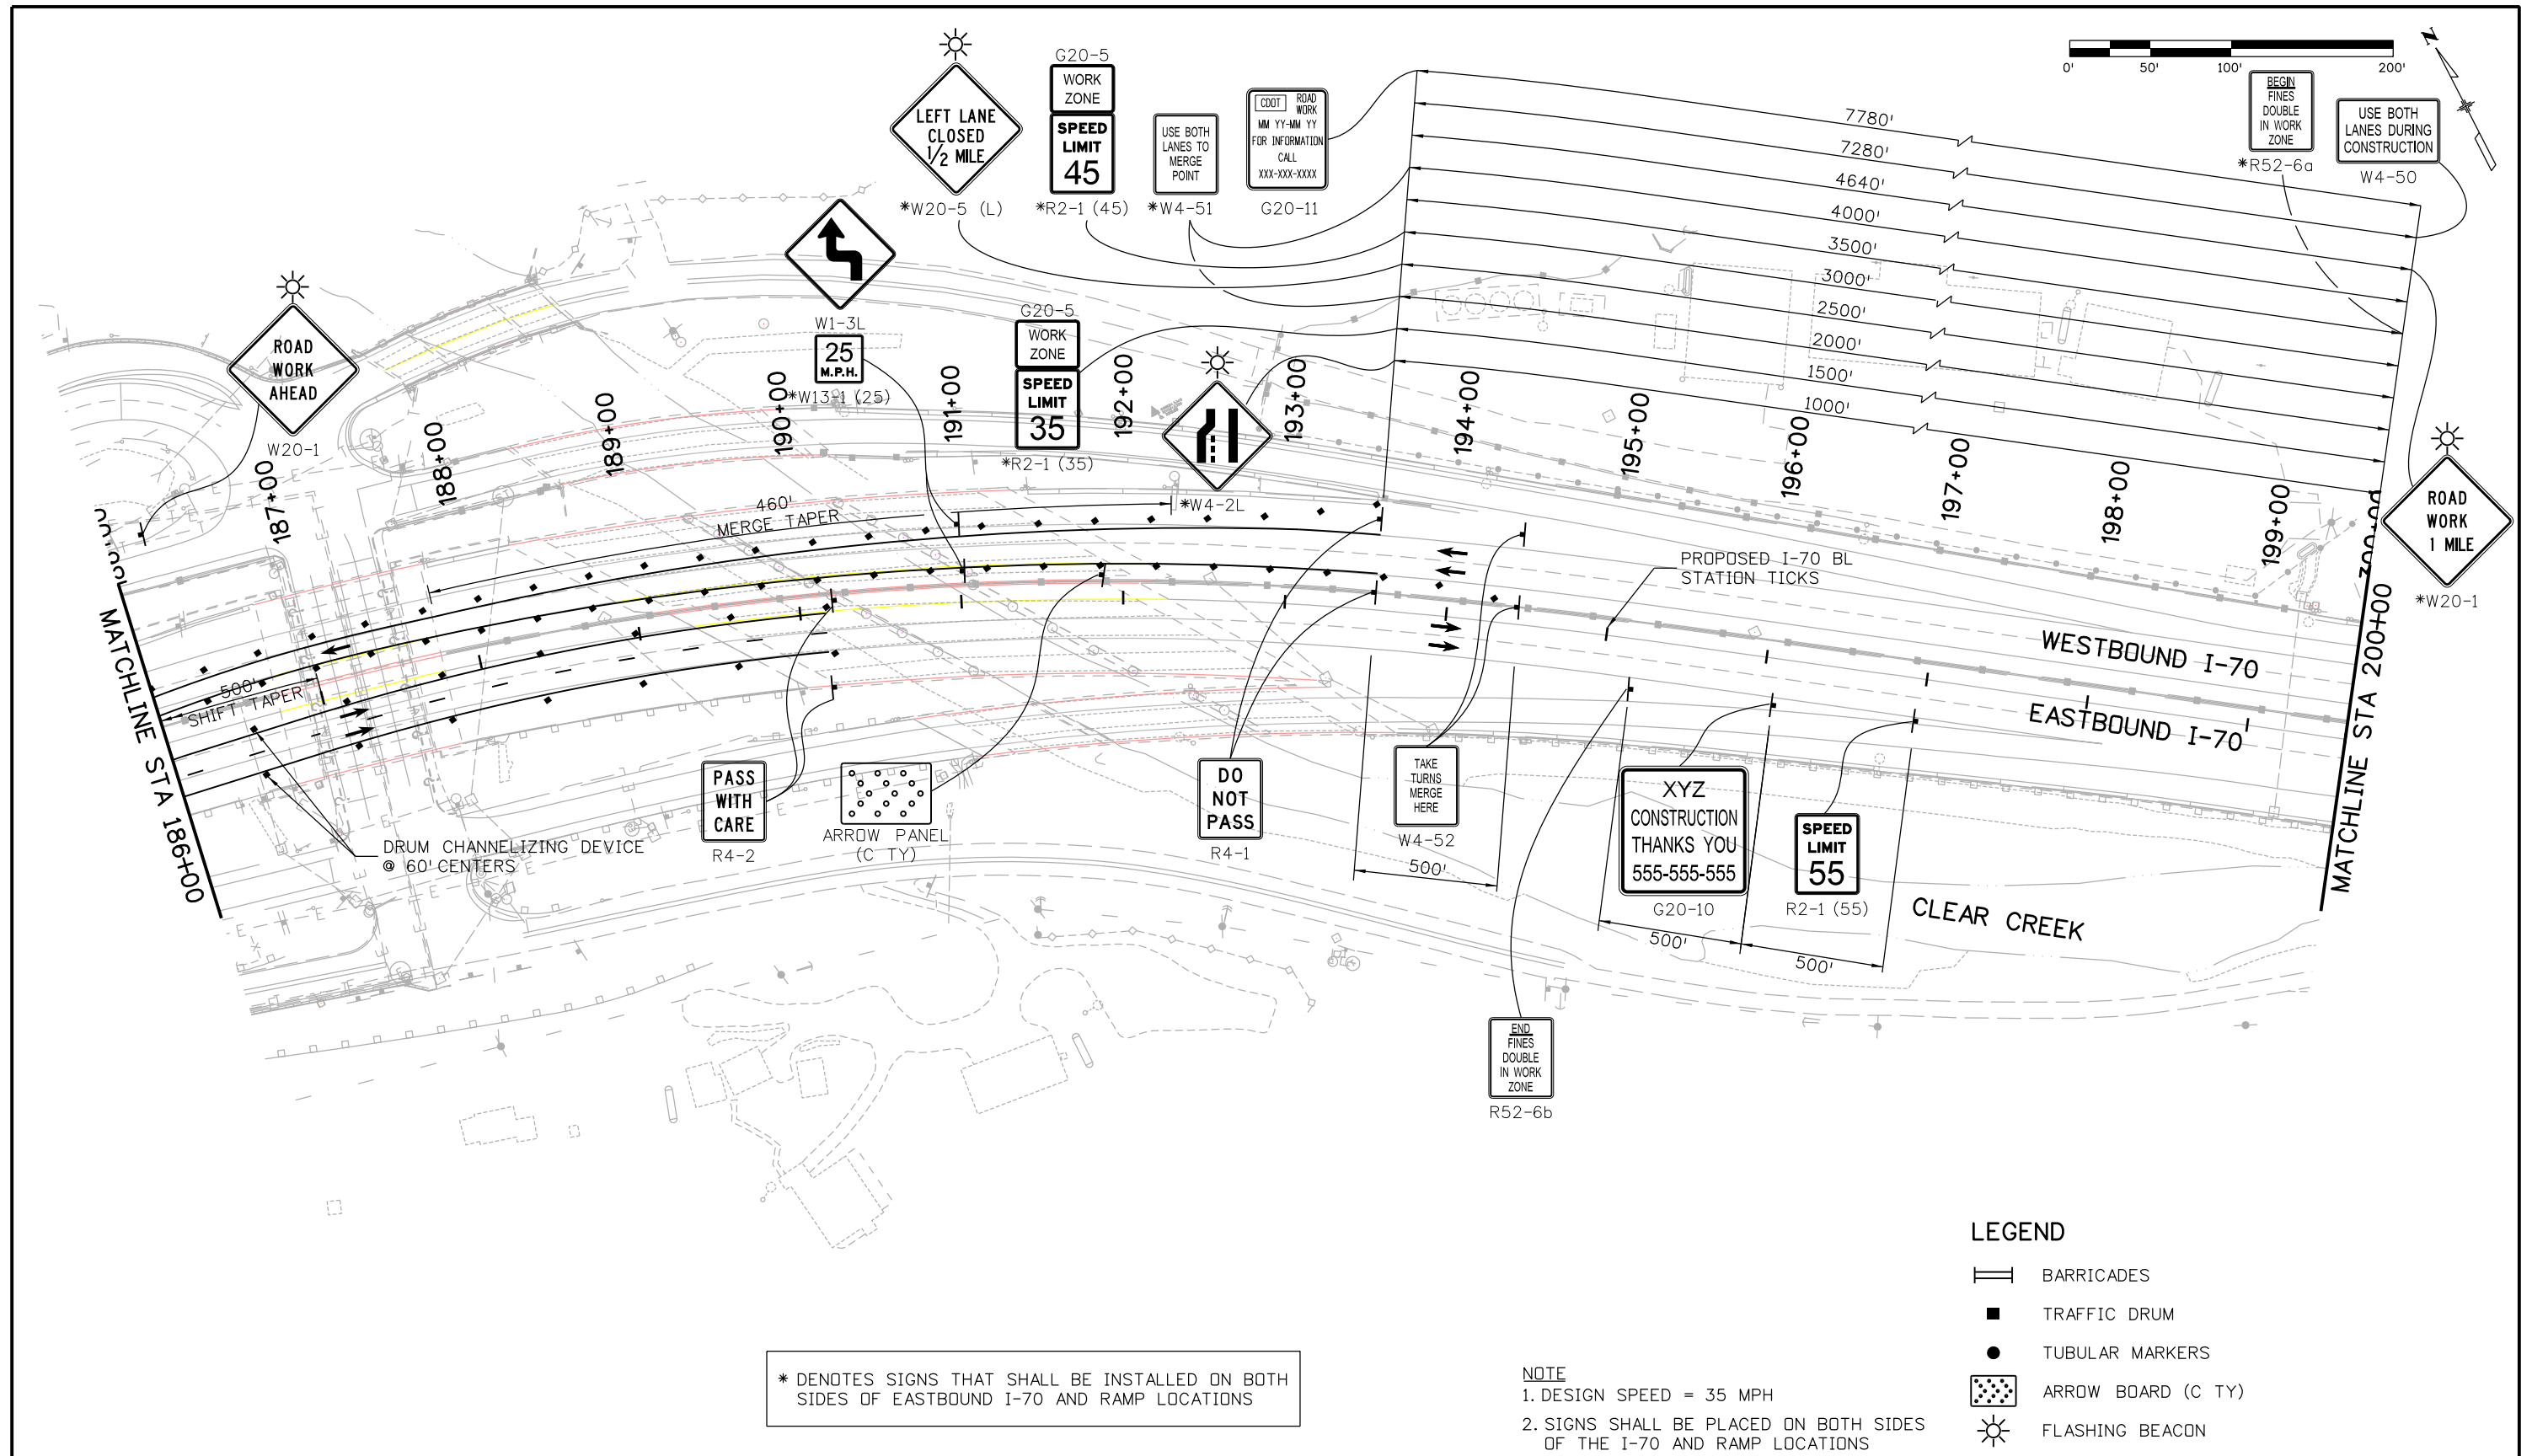 G20-5
WORK
ZONE
LEFT LANE
CLOSED
1/2 MILE
SPEED
LIMIT
45
USE BOTH
LANES TO
MERGE
POINT
CDOT ROAD
WORK
MM YY-MM YY
FOR INFORMATION
CALL
XXX-XXX-XXXX
*W20-5 (L)
*R2-1 (45)
*W4-51
G20-11
7780'
7280'
4640'
4000'
3500'
3000'
2500'
2000'
1500'
1000'
0' 50' 100' 200'
N
BEGIN
FINES
DOUBLE
IN WORK
ZONE
*R52-6a
USE BOTH
LANES DURING
CONSTRUCTION
W4-50
ROAD
WORK
AHEAD
W20-1
W1-3L
25
M.P.H.
*W13-1 (25)
G20-5
WORK
ZONE
SPEED
LIMIT
35
*R2-1 (35)
*W4-2L
ROAD
WORK
1 MILE
*W20-1
187+00
188+00
189+00
190+00
191+00
192+00
193+00
194+00
195+00
196+00
197+00
198+00
199+00
460'
MERGE TAPER
PROPOSED I-70 BL
STATION TICKS
WESTBOUND I-70
EASTBOUND I-70
500'
SHIFT TAPER
MATCHLINE STA 186+00
MATCHLINE STA 200+00
DRUM CHANNELIZING DEVICE
@ 60' CENTERS
PASS
WITH
CARE
R4-2
ARROW PANEL
(C TY)
DO
NOT
PASS
R4-1
TAKE
TURNS
MERGE
HERE
W4-52
500'
XYZ
CONSTRUCTION
THANKS YOU
555-555-555
G20-10
500'
SPEED
LIMIT
55
R2-1 (55)
500'
CLEAR CREEK
END
FINES
DOUBLE
IN WORK
ZONE
R52-6b
LEGEND
BARRICADES
TRAFFIC DRUM
TUBULAR MARKERS
ARROW BOARD (C TY)
FLASHING BEACON
* DENOTES SIGNS THAT SHALL BE INSTALLED ON BOTH
SIDES OF EASTBOUND I-70 AND RAMP LOCATIONS
NOTE
1. DESIGN SPEED = 35 MPH
2. SIGNS SHALL BE PLACED ON BOTH SIDES
OF THE I-70 AND RAMP LOCATIONS